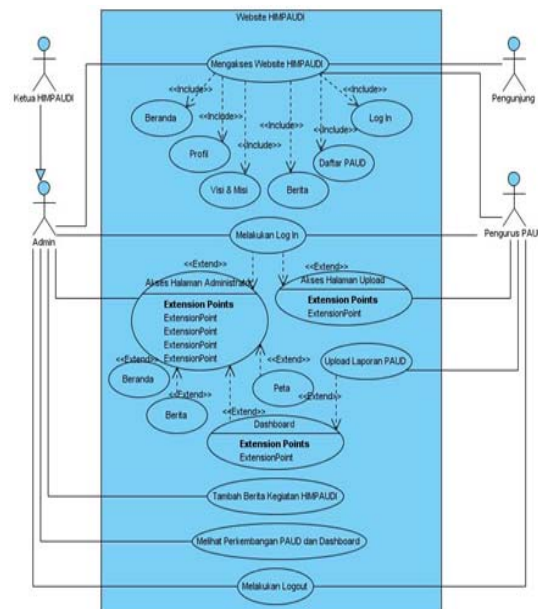 Website HIMPAUDI
Mengakses Website HIMPAUDI
Ketua HIMPAUDI
Pengunjung
<<Include>>
<<Include>>
<<Include>>
<<Include>>
<<Include>>
<<Include>>
Beranda
Log In
Profil
Daftar PAUD
Visi & Misi
Berita
Admin
Melakukan Log In
Pengurus PAU
<<Extend>>
<<Extend>>
Akses Halaman Administrator
Akses Halaman Upload
Extension Points
ExtensionPoint
ExtensionPoint
ExtensionPoint
ExtensionPoint
Extension Points
ExtensionPoint
Upload Laporan PAUD
<<Extend>>
<<Extend>>
Beranda
Peta
<<Extend>>
<<Extend>>
Berita
Dashboard
Extension Points
ExtensionPoint
Tambah Berita Kegiatan HIMPAUDI
Melihat Perkembangan PAUD dan Dashboard
Melakukan Logout